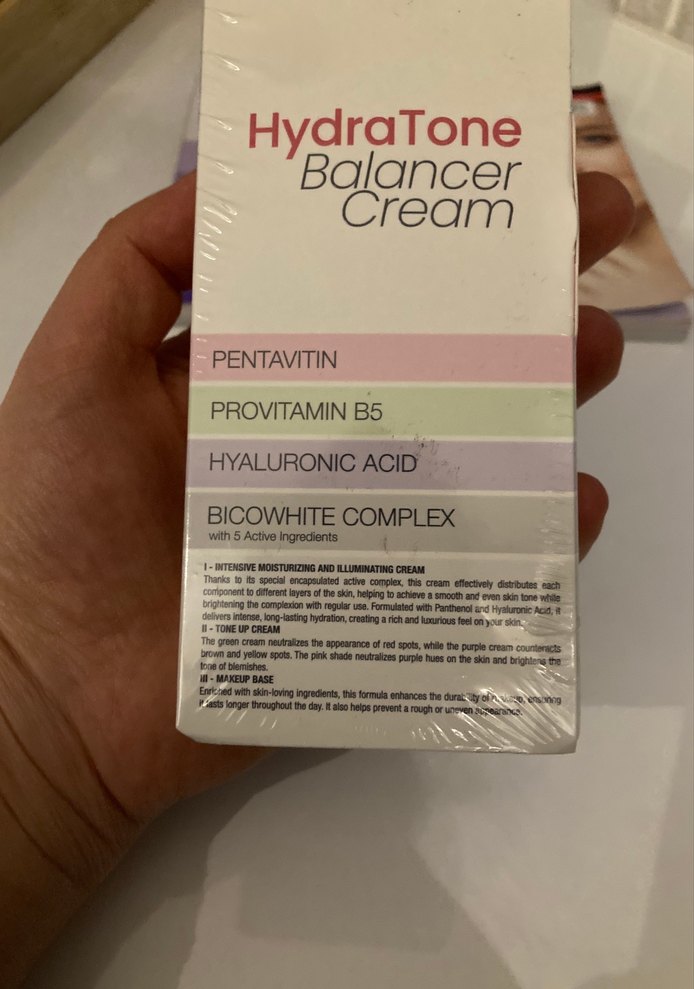 HydraTone
Balancer
Cream
PENTAVITIN
PROVITAMIN B5
HYALURONIC ACID
BICOWHITE COMPLEX
with 5 Active Ingredients
I - INTENSIVE MOISTURIZING AND ILLUMINATING CREAM
Thanks to its special encapsulated active complex, this cream effectively distributes each
component to different layers of the skin, helping to achieve a smooth and even skin tone while
brightening the complexion with regular use. Formulated with Panthenol and Hyaluronic Acid, it
delivers intense, long-lasting hydration, creating a rich and luxurious feel on your skin.
II - TONE UP CREAM
The green cream neutralizes the appearance of red spots, while the purple cream counteracts
brown and yellow spots. The pink shade neutralizes purple hues on the skin and brightens the
tone of blemishes.
III - MAKEUP BASE
Enriched with skin-loving ingredients, this formula enhances the durability of makeup, ensuring
it lasts longer throughout the day. It also helps prevent a rough or uneven appearance.